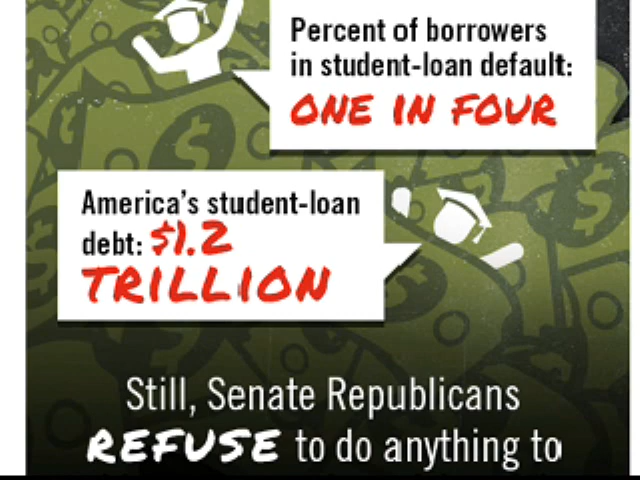 Percent of borrowers
in student-loan default:
ONE IN FOUR
America's student-loan
debt: $1.2
TRILLION
Still, Senate Republicans
REFUSE to do anything to